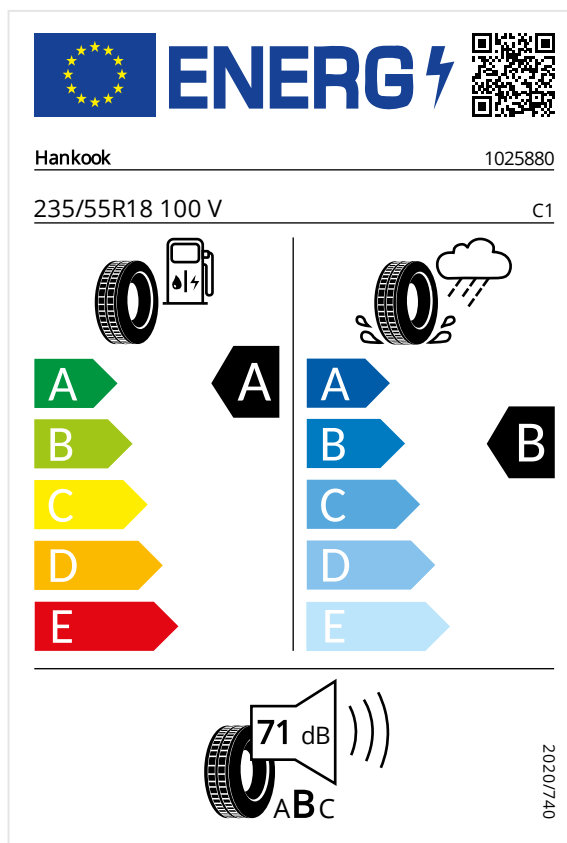 ENERG
Hankook 1025880
235/55R18 100 V C1
A A A
B B B
C C
D D
E E
71 dB
ABC
2020/740